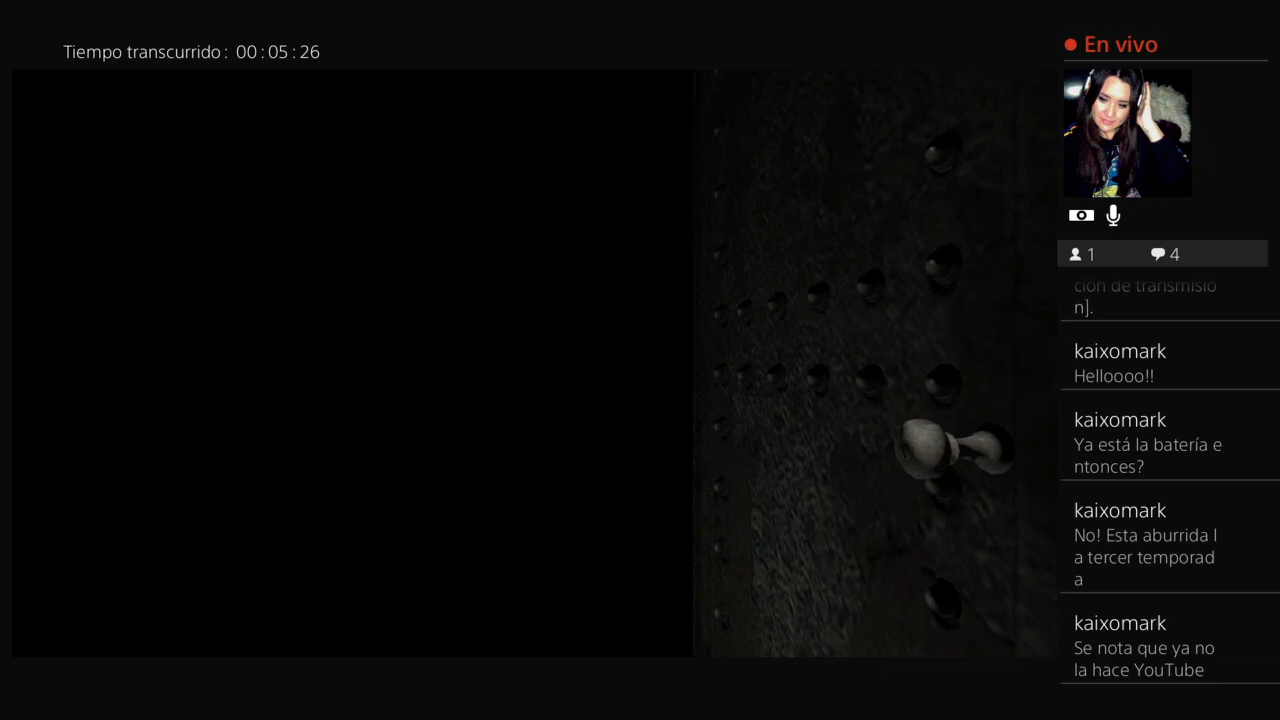 Tiempo transcurrido: 00:05:26
En vivo
1 4
ción de transmisio
n].
kaixomark
Helloooo!!
kaixomark
Ya está la batería e
ntonces?
kaixomark
No! Esta aburrida l
a tercer temporad
a
kaixomark
Se nota que ya no
la hace YouTube